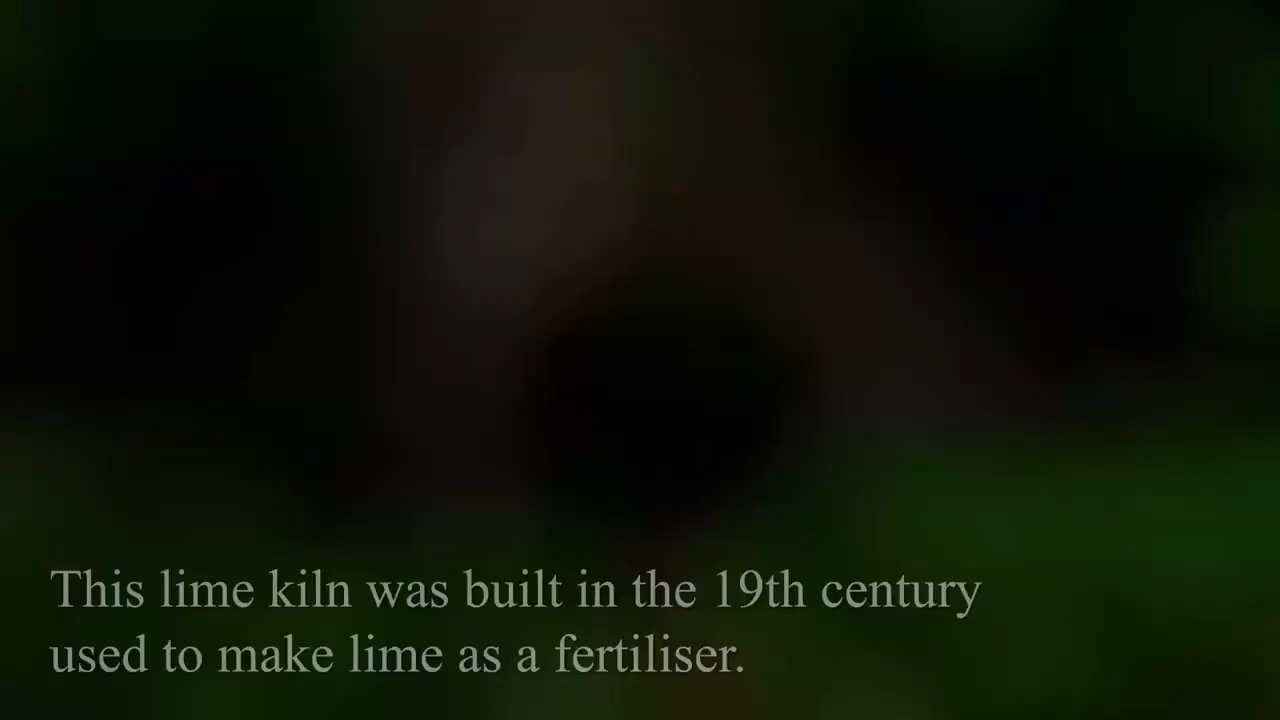 This lime kiln was built in the 19th century
used to make lime as a fertiliser.